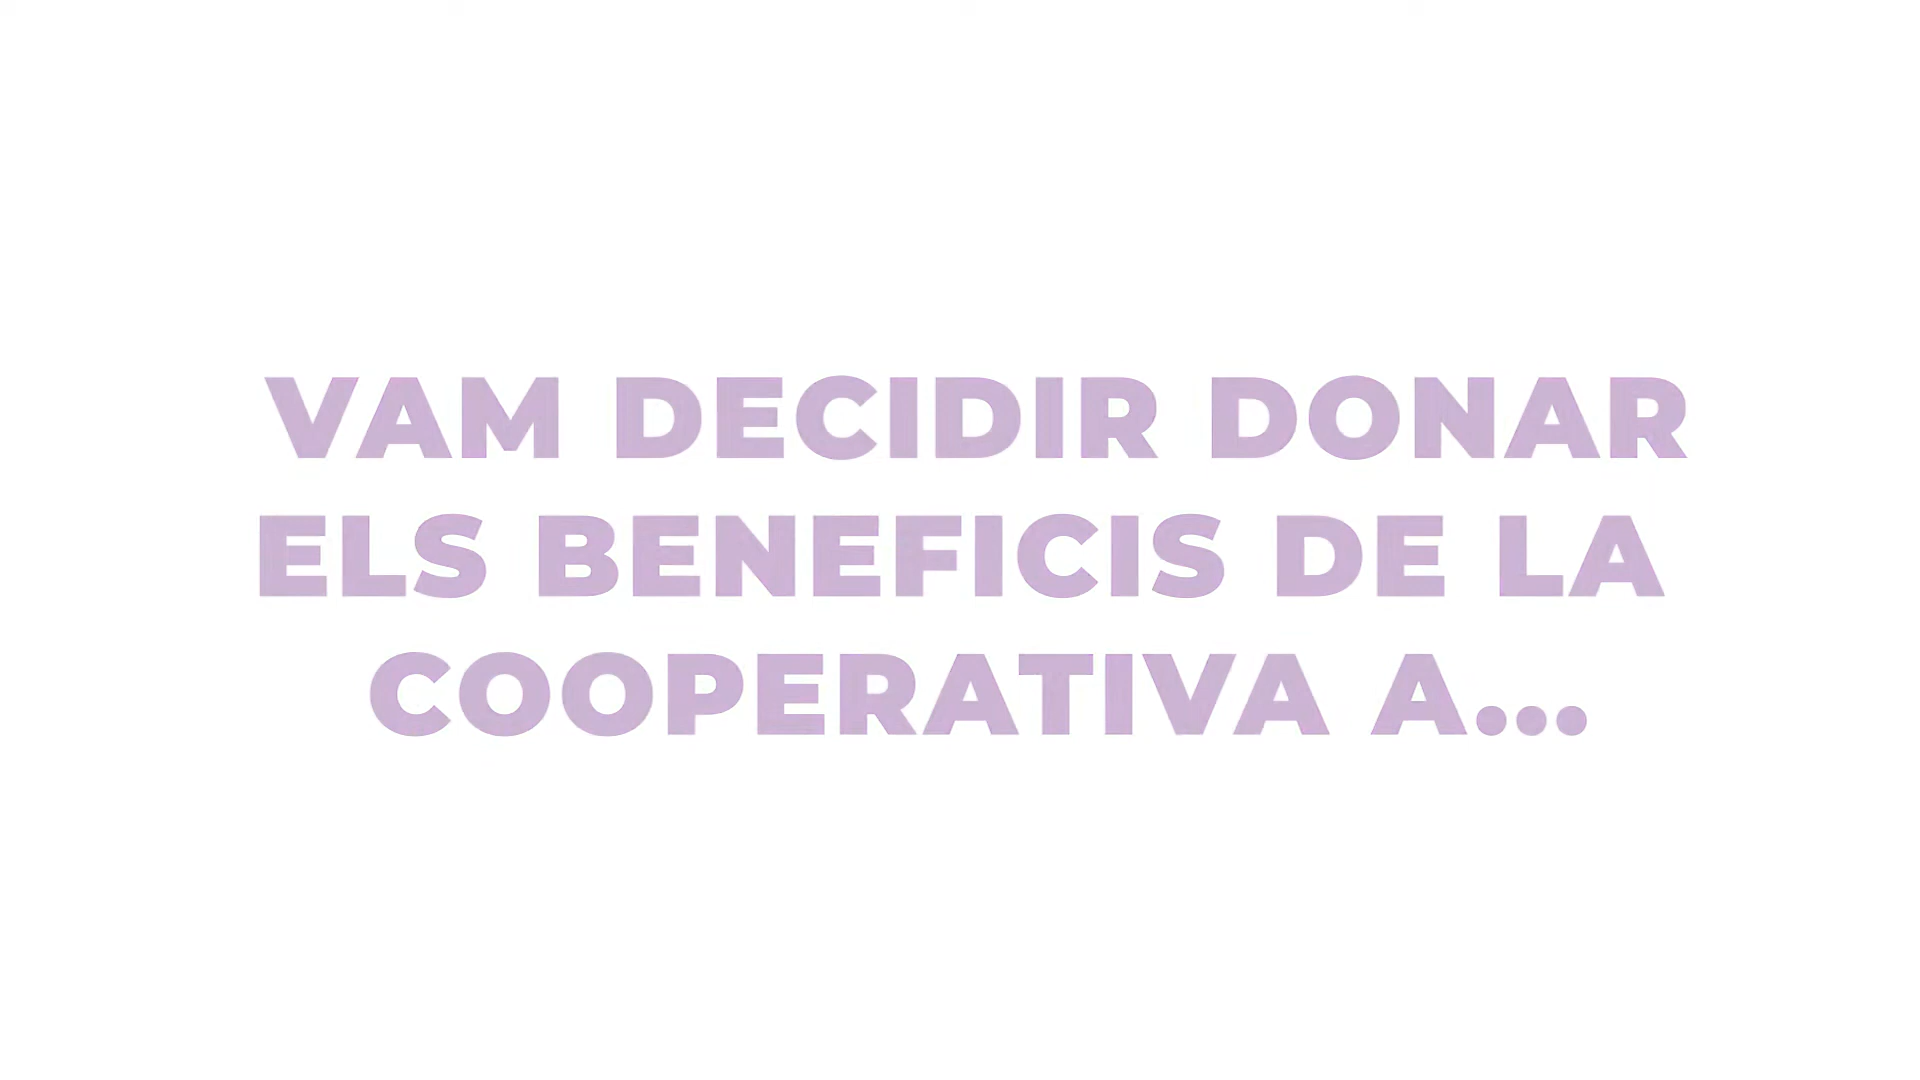 VAM DECIDIR DONAR
ELS BENEFICIS DE LA
COOPERATIVA A...